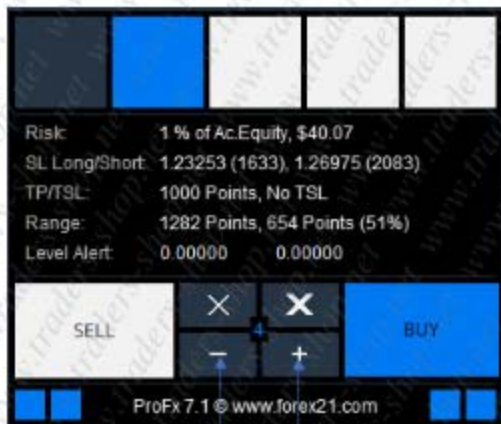 Risk: 1 % of Ac.Equity, $40.07
SL Long/Short: 1.23253 (1633), 1.26975 (2083)
TP/TSL: 1000 Points, No TSL
Range: 1282 Points, 654 Points (51%)
Level Alert: 0.00000 0.00000
SELL
4
BUY
ProFx 7.1 © www.forex21.com